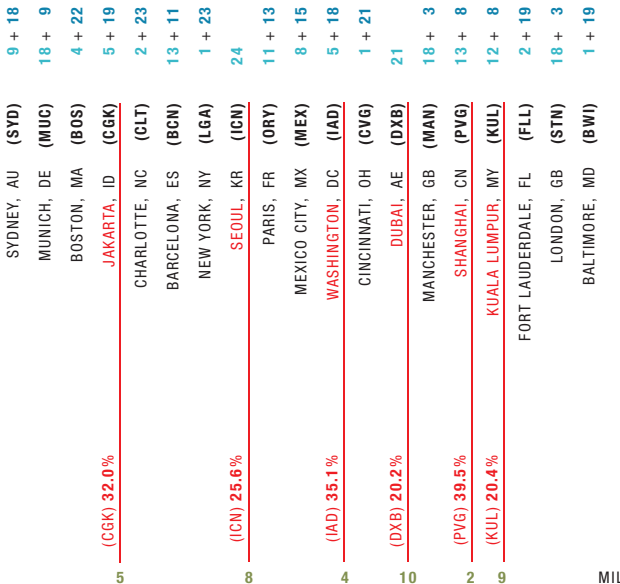 SYDNEY, AU (SYD) 9 + 18
MUNICH, DE (MUC) 18 + 9
BOSTON, MA (BOS) 4 + 22
(CGK) 32.0% JAKARTA, ID (CGK) 5 + 19
CHARLOTTE, NC (CLT) 2 + 23
BARCELONA, ES (BCN) 13 + 11
NEW YORK, NY (LGA) 1 + 23
(ICN) 25.6% SEOUL, KR (ICN) 24
PARIS, FR (ORY) 11 + 13
MEXICO CITY, MX (MEX) 8 + 15
(IAD) 35.1% WASHINGTON, DC (IAD) 5 + 18
CINCINNATI, OH (CVG) 1 + 21
(DXB) 20.2% DUBAI, AE (DXB) 21
MANCHESTER, GB (MAN) 18 + 3
(PVG) 39.5% SHANGHAI, CN (PVG) 13 + 8
(KUL) 20.4% KUALA LUMPUR, MY (KUL) 12 + 8
FORT LAUDERDALE, FL (FLL) 2 + 19
LONDON, GB (STN) 18 + 3
BALTIMORE, MD (BWI) 1 + 19
5 8 4 10 2 9 MIL